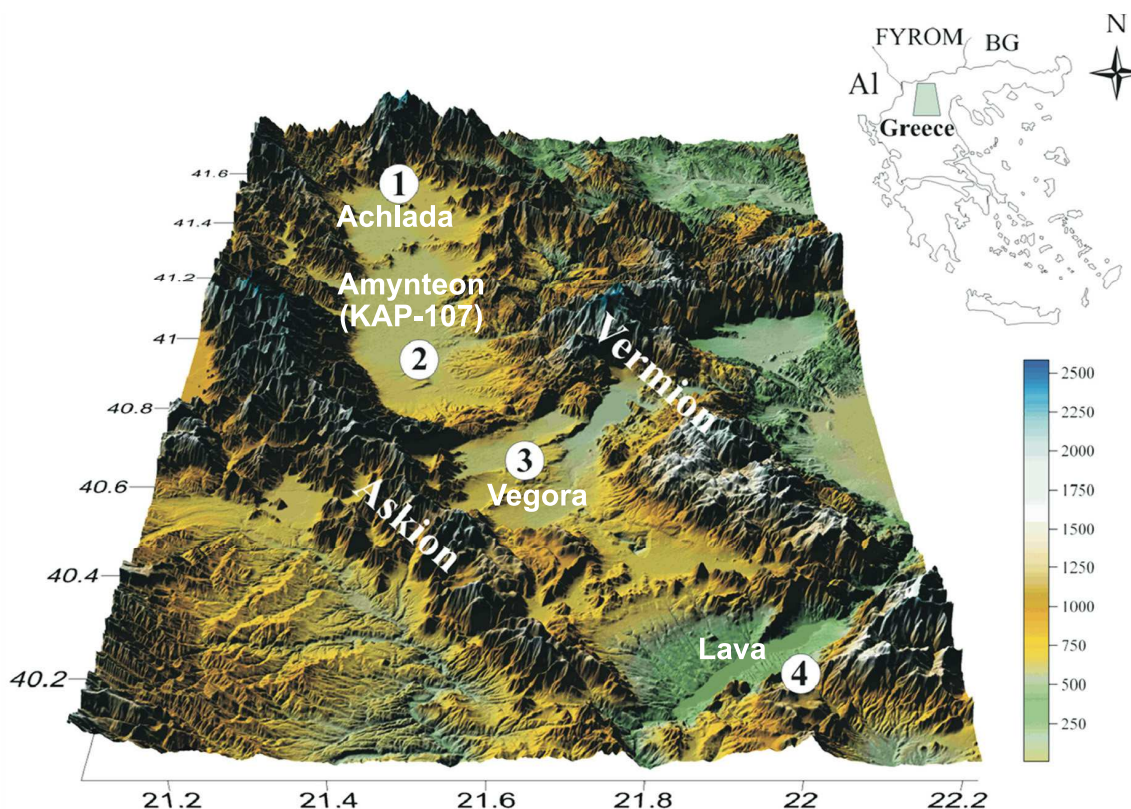 FYROM
BG
N
Al
Greece
41.6
1
Achlada
41.4
41.2
Amynteon
(KAP-107)
41
2
Vermion
40.8
3
Vegora
40.6
Askion
40.4
Lava
4
40.2
21.2
21.4
21.6
21.8
22
22.2
2500
2250
2000
1750
1500
1250
1000
750
500
250